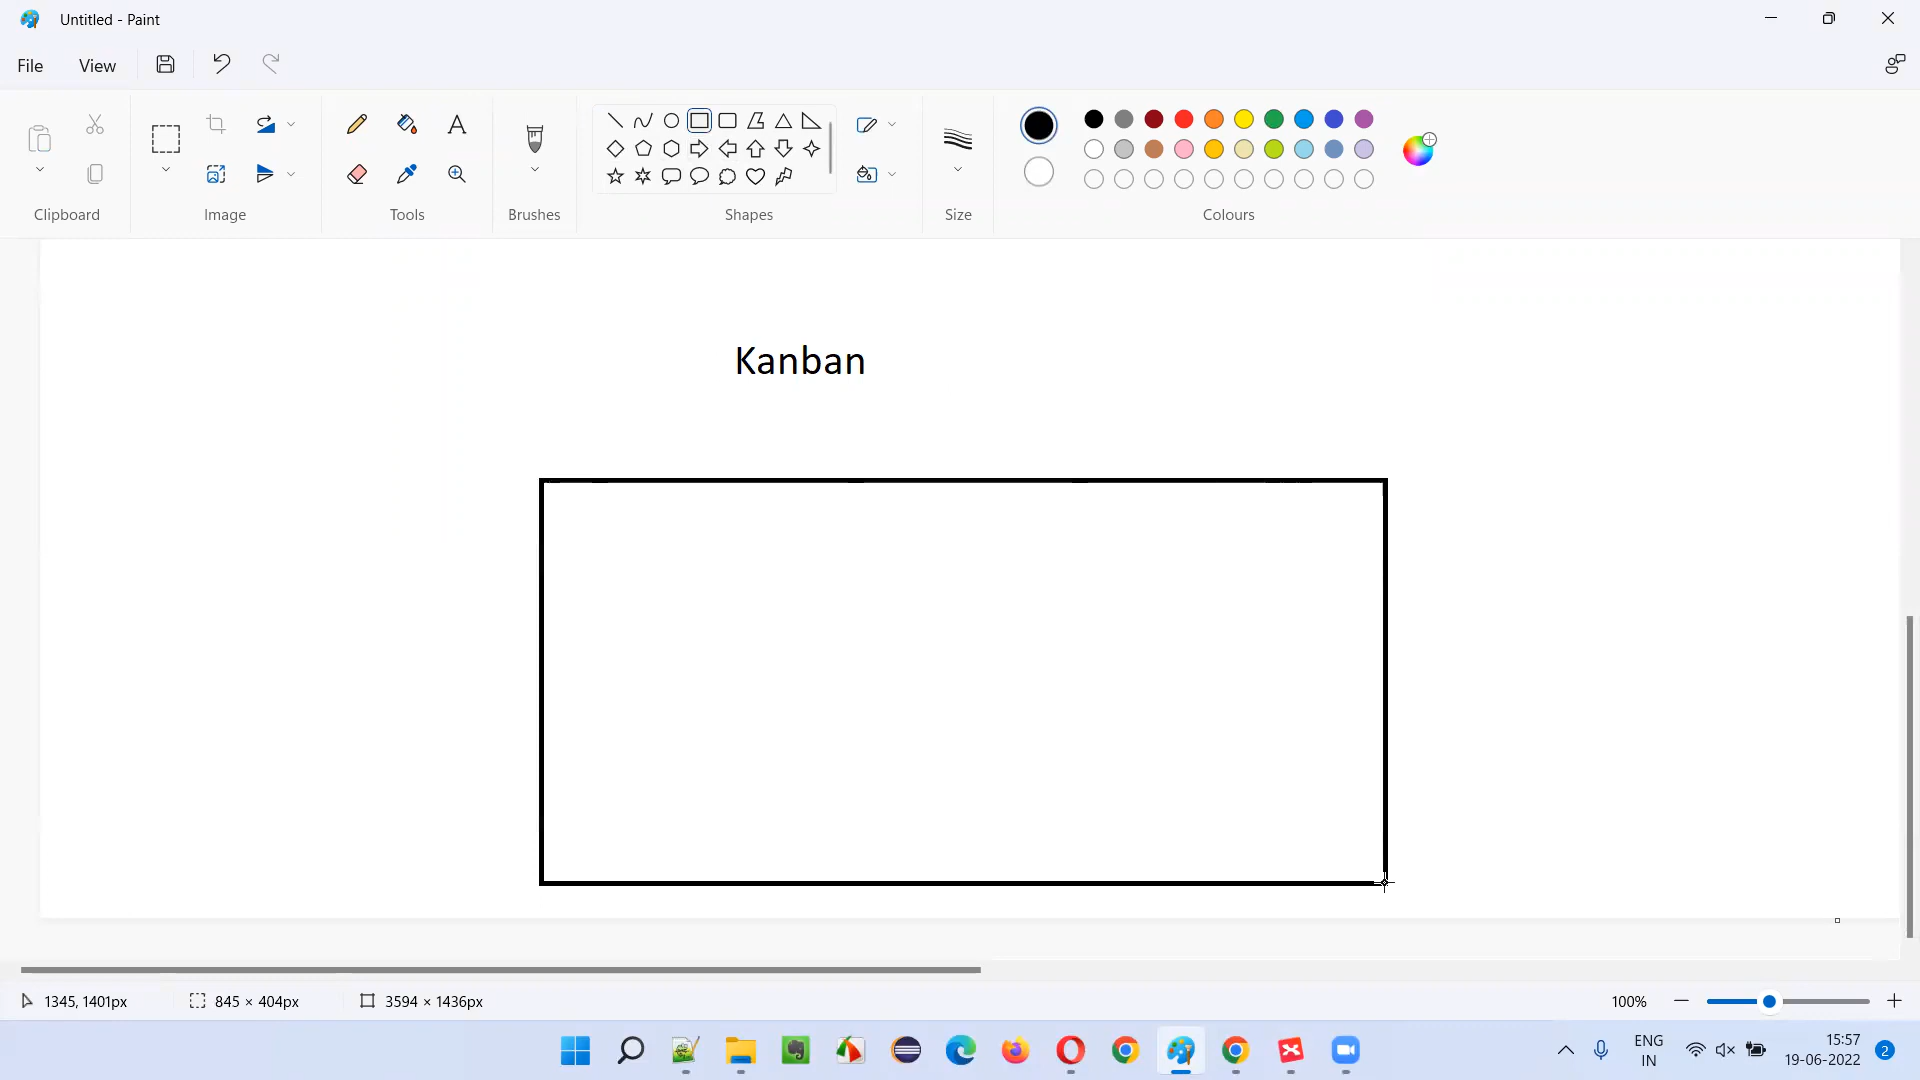 Untitled - Paint
File
View
Clipboard
Image
Tools
Brushes
Shapes
Size
Colours
Kanban
1345, 1401px
845 × 404px
3594 × 1436px
100%
ENG
IN
15:57
19-06-2022
2